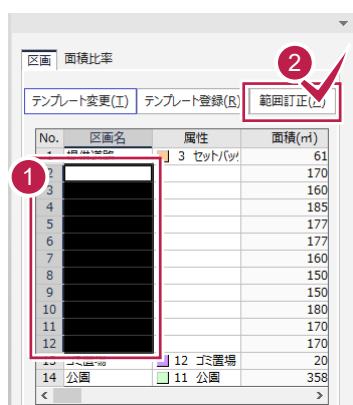 2
区画 面積比率
テンプレート変更(T) テンプレート登録(R) 範囲訂正
No. 区画名 属性 面積(㎡)
1 3 セットバック 61
1
2 170
3 160
4 185
5 177
6 177
7 160
8 150
9 150
10 180
11 170
12 170
13 12 ゴミ置場 20
14 公園 11 公園 358